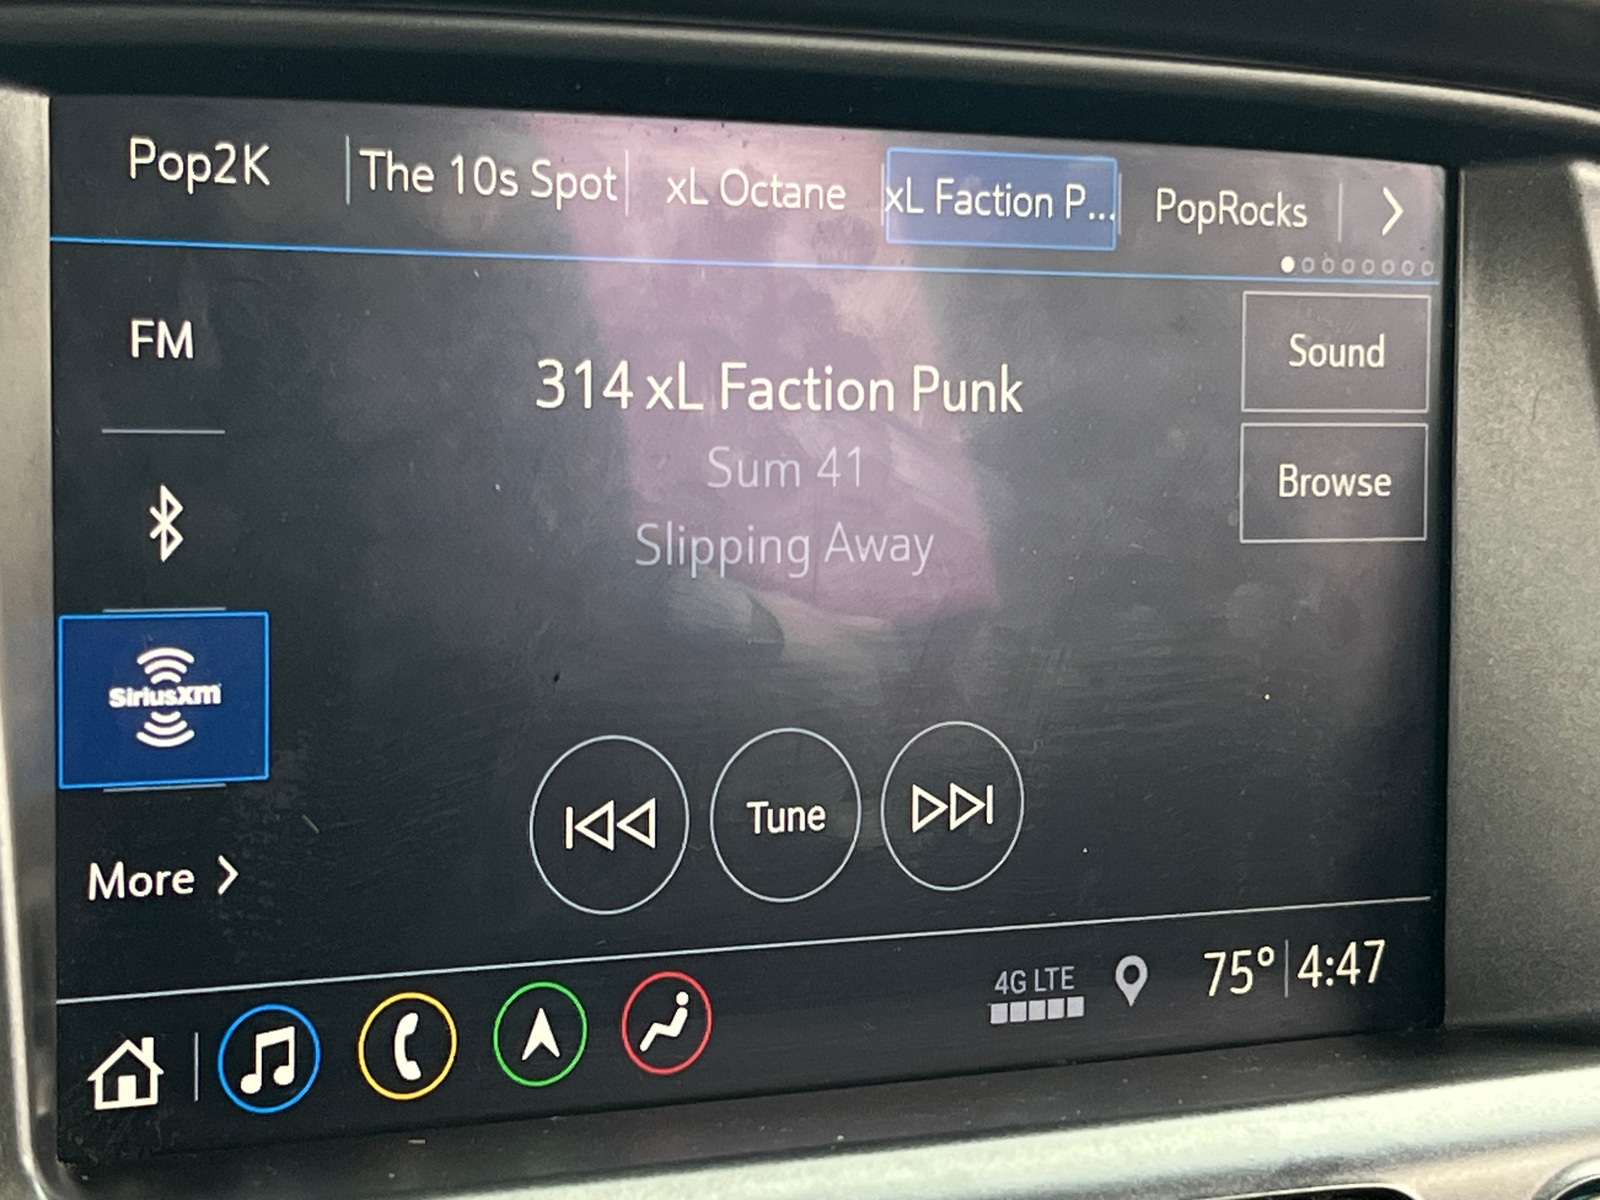 Pop2K
The 10s Spot
xL Octane
xL Faction P...
PopRocks
FM
314 xL Faction Punk
Sum 41
Slipping Away
Sound
Browse
SiriusXM
More
Tune
4G LTE
75° 4:47